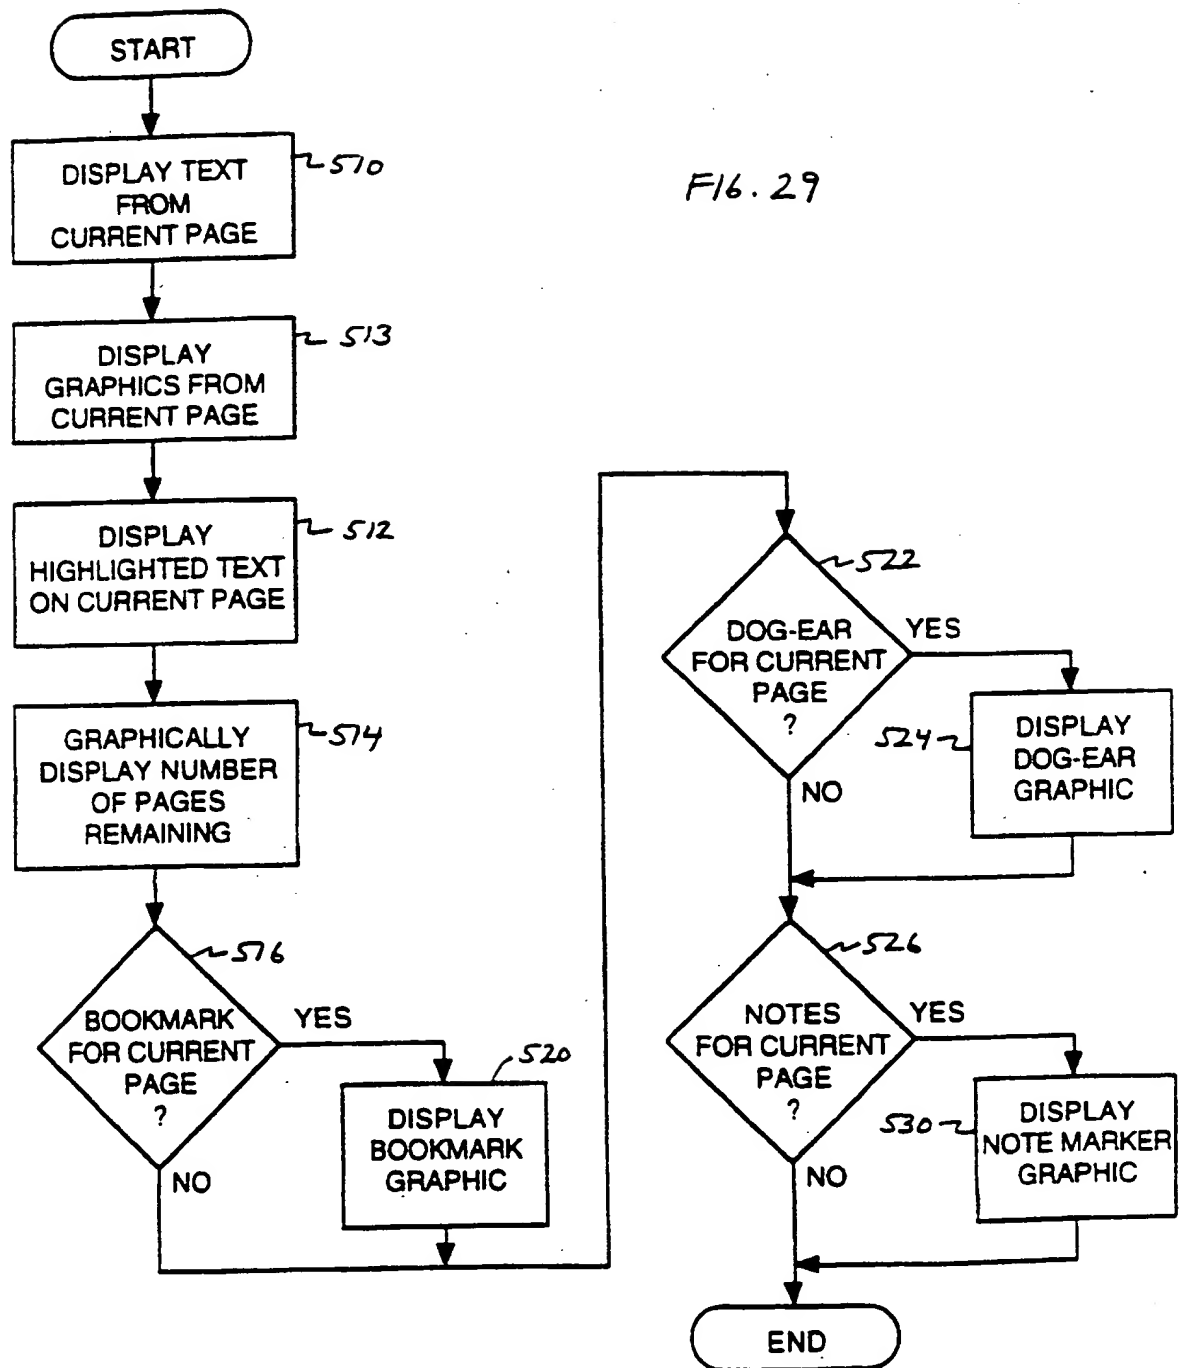 START
DISPLAY TEXT
FROM
CURRENT PAGE
510
FIG. 29
DISPLAY
GRAPHICS FROM
CURRENT PAGE
513
DISPLAY
HIGHLIGHTED TEXT
ON CURRENT PAGE
512
GRAPHICALLY
DISPLAY NUMBER
OF PAGES
REMAINING
514
BOOKMARK
FOR CURRENT
PAGE
?
516
YES
NO
DISPLAY
BOOKMARK
GRAPHIC
520
DOG-EAR
FOR CURRENT
PAGE
?
522
YES
NO
524
DISPLAY
DOG-EAR
GRAPHIC
NOTES
FOR CURRENT
PAGE
?
526
YES
NO
530
DISPLAY
NOTE MARKER
GRAPHIC
END